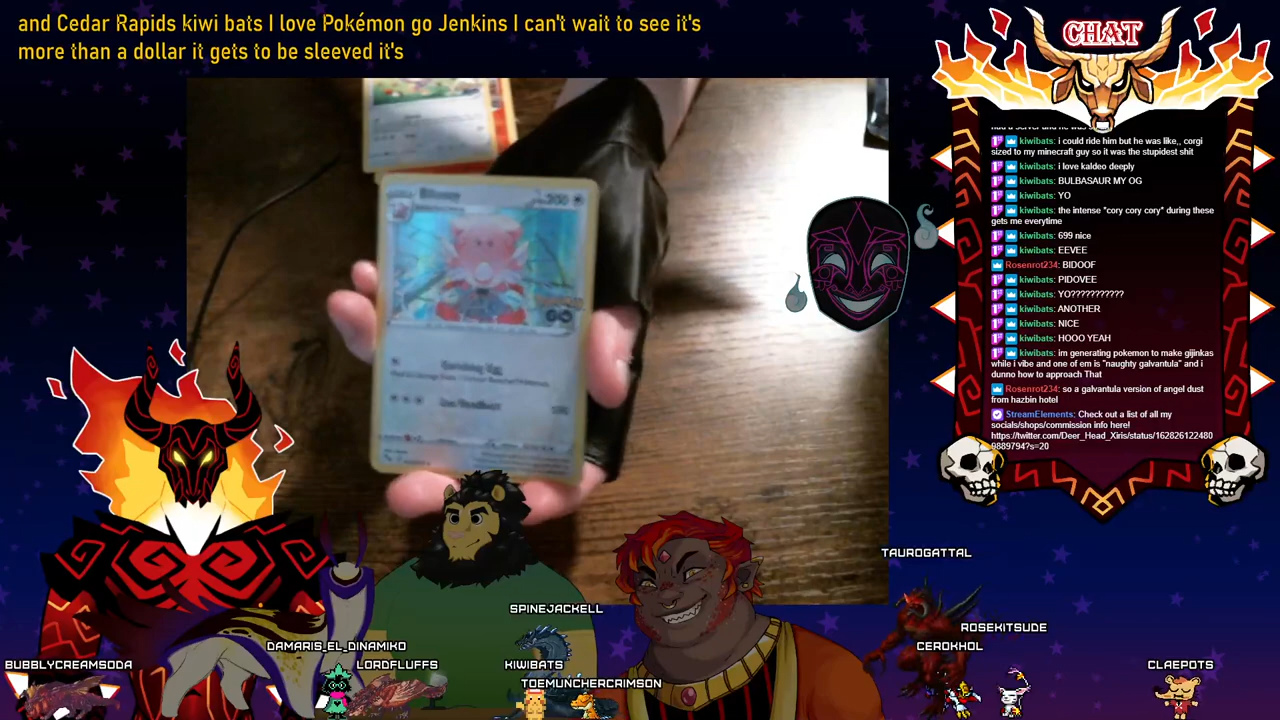 and Cedar Rapids kiwi bats I love Pokémon go Jenkins I can't wait to see it's
more than a dollar it gets to be sleeved it's
CHAT
kiwibats: i could ride him but he was like,, corgi
sized to my minecraft guy so it was the stupidest shit
kiwibats: i love kaldeo deeply
kiwibats: BULBASAUR MY OG
kiwibats: YO
kiwibats: the intense *cory cory cory* during these
gets me everytime
kiwibats: 699 nice
kiwibats: EEVEE
Rosenrot234: BIDOOF
kiwibats: PIDOVEE
kiwibats: YO???????????
kiwibats: ANOTHER
kiwibats: NICE
kiwibats: HOOO YEAH
kiwibats: im generating pokemon to make gijinkas
while i vibe and one of em is "naughty galvantula" and i
dunno how to approach That
Rosenrot234: so a galvantula version of angel dust
from hazbin hotel
StreamElements: Check out a list of all my
socials/shops/commission info here!
https://twitter.com/Deer_Head_Xiris/status/162826122480
9889794?s=20
Blissey
GO
TAUROGATTAL
SPINEJACKELL
ROSEKITSUDE
DAMARIS_EL_DINAMIKO
CEROKHOL
BUBBLYCREAMSODA
LORDFLUFFS
KIWIBATS
CLAEPOTS
TOEMUNCHERCRIMSON